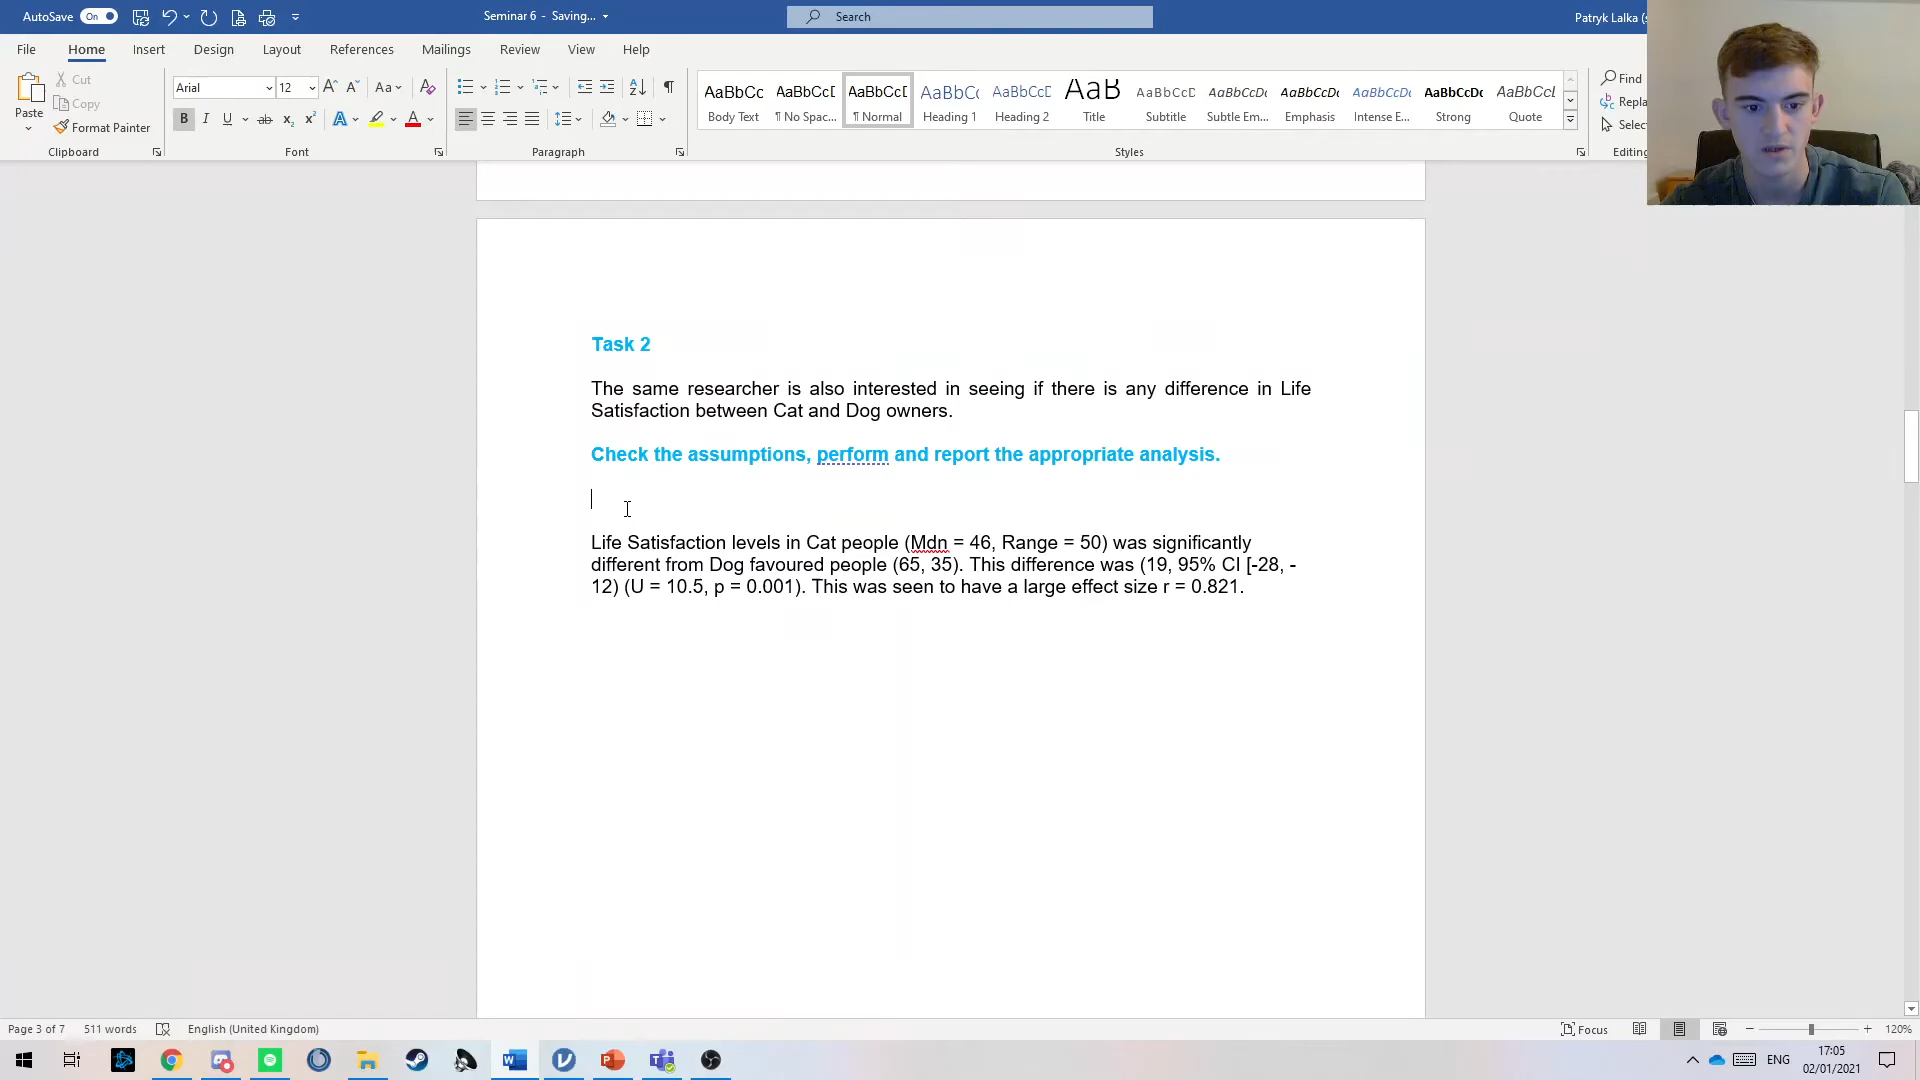 AutoSave On Seminar 6 - Saving... Search Patryk Lalka (s
File Home Insert Design Layout References Mailings Review View Help
Paste Cut Copy Format Painter
Arial 12 Aa
AaBbCc AaBbCcD AaBbCcD AaBbCc AaBbCcD AaB AaBbCcD AaBbCcDc AaBbCcDc AaBbCcDc AaBbCcDc AaBbCcL
Body Text ¶ No Spac... ¶ Normal Heading 1 Heading 2 Title Subtitle Subtle Em... Emphasis Intense E... Strong Quote
Find
Repla
Select
Clipboard Font Paragraph Styles Editing
Task 2
The same researcher is also interested in seeing if there is any difference in Life
Satisfaction between Cat and Dog owners.
Check the assumptions, perform and report the appropriate analysis.
Life Satisfaction levels in Cat people (Mdn = 46, Range = 50) was significantly
different from Dog favoured people (65, 35). This difference was (19, 95% CI [-28, -
12) (U = 10.5, p = 0.001). This was seen to have a large effect size r = 0.821.
Page 3 of 7 511 words English (United Kingdom) Focus 120%
ENG 17:05
02/01/2021